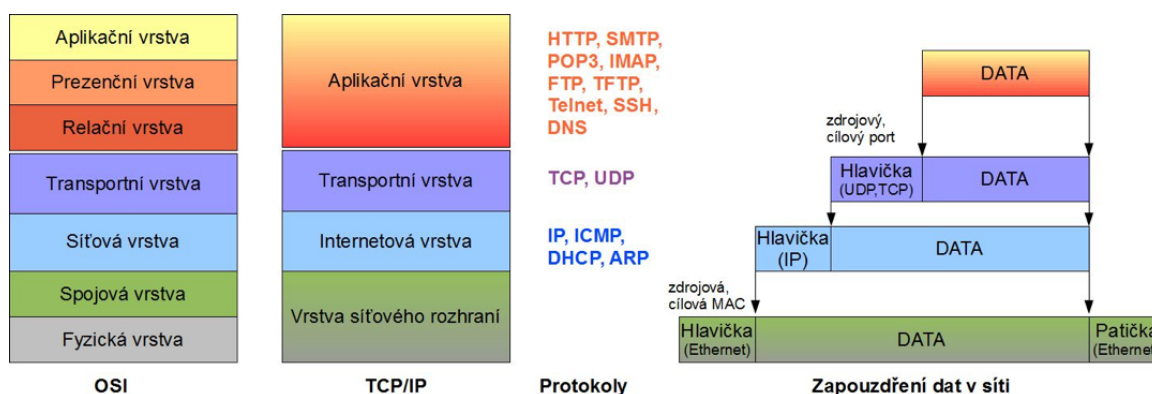 Aplikační vrstva
Prezenční vrstva
Relační vrstva
Transportní vrstva
Síťová vrstva
Spojová vrstva
Fyzická vrstva
OSI
Aplikační vrstva
Transportní vrstva
Internetová vrstva
Vrstva síťového rozhraní
TCP/IP
HTTP, SMTP,
POP3, IMAP,
FTP, TFTP,
Telnet, SSH,
DNS
TCP, UDP
IP, ICMP,
DHCP, ARP
Protokoly
DATA
zdrojový,
cílový port
Hlavička
(UDP,TCP)
DATA
Hlavička
(IP)
DATA
zdrojová,
cílová MAC
Hlavička
(Ethernet)
DATA
Patička
(Ethernet)
Zapouzdření dat v síti